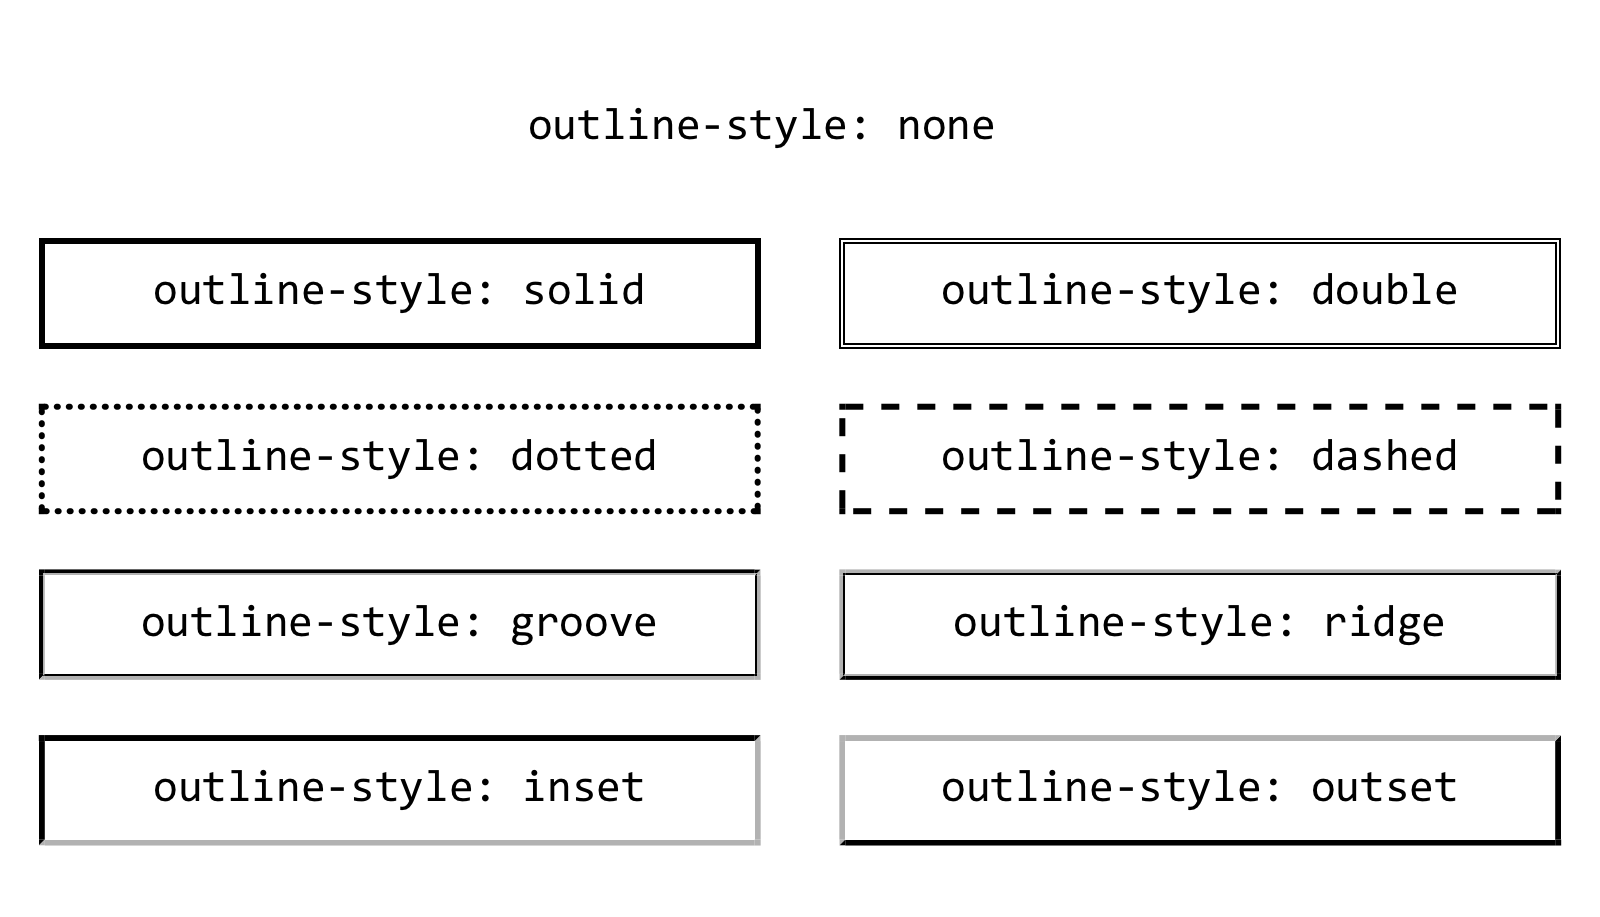 outline-style: none
outline-style: solid
outline-style: double
outline-style: dotted
outline-style: dashed
outline-style: groove
outline-style: ridge
outline-style: inset
outline-style: outset